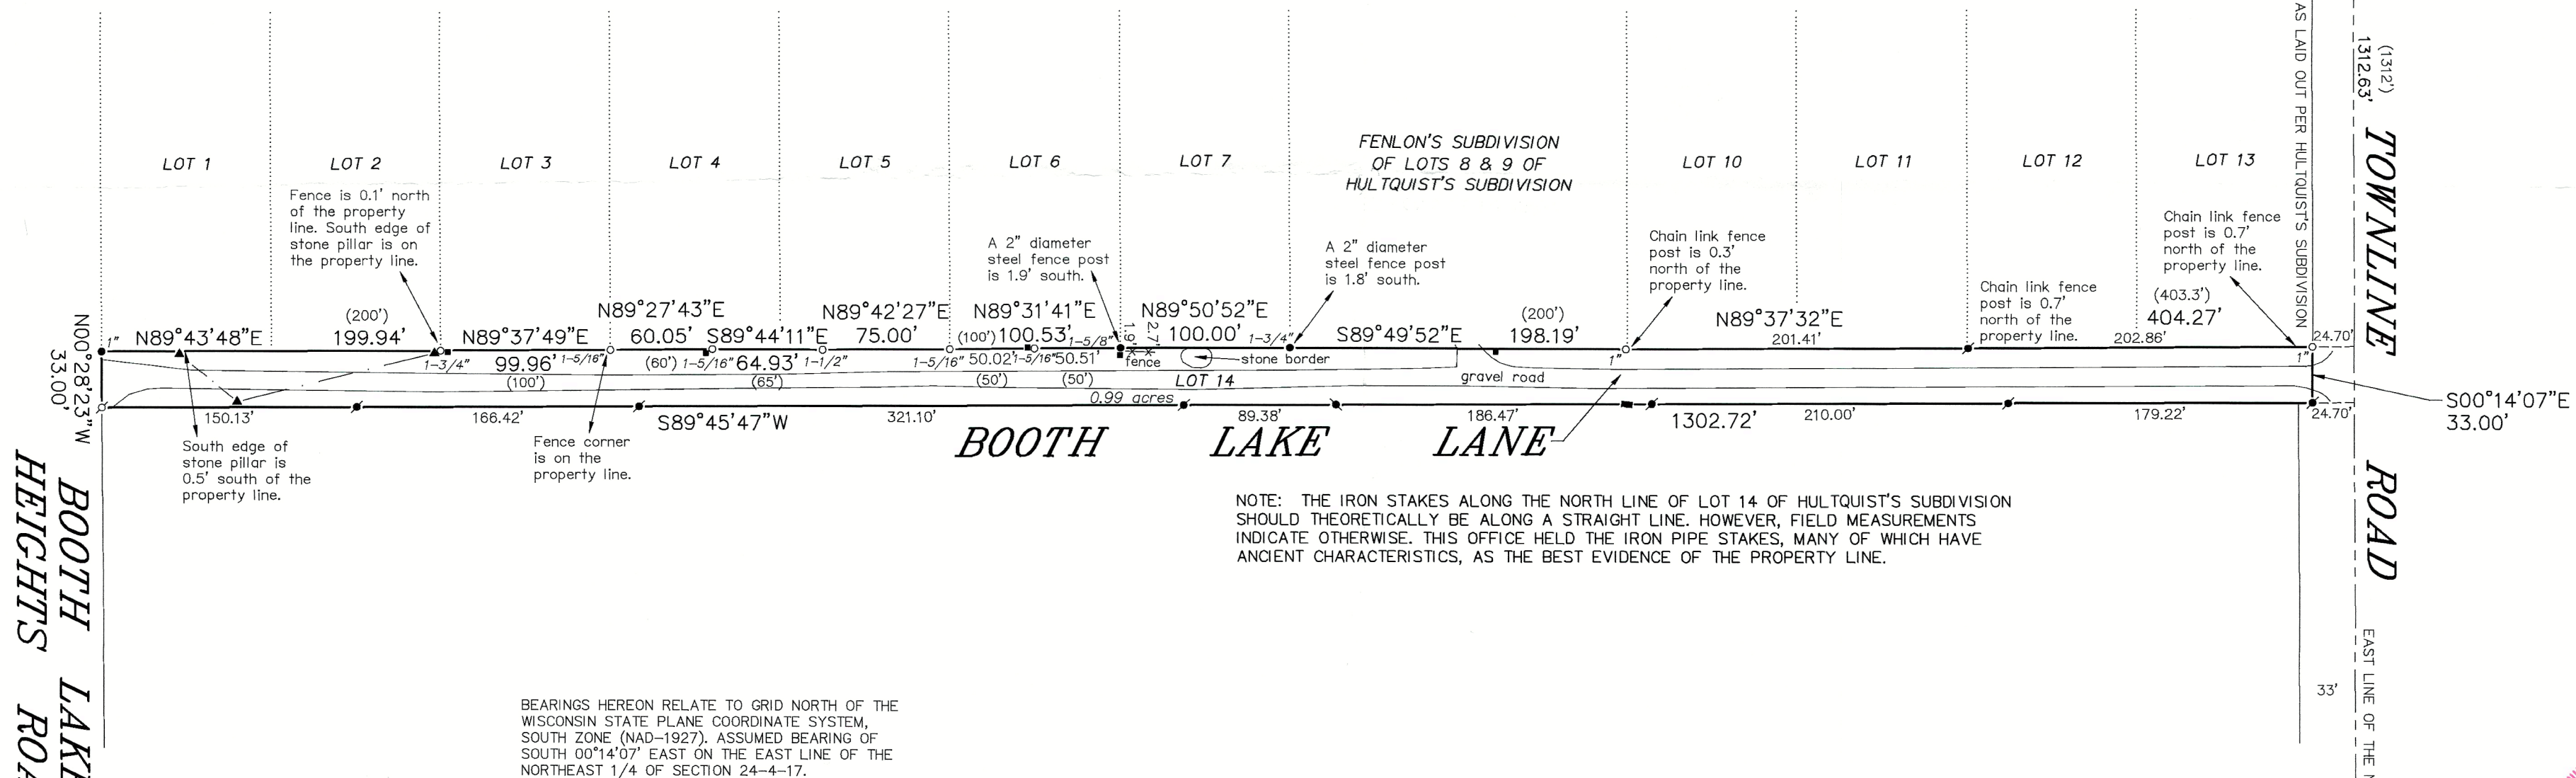 AS LAID OUT PER HULTQUIST'S SUBDIVISION
(1312')
1312.63'
TOWNLINE ROAD
LOT 1
LOT 2
LOT 3
LOT 4
LOT 5
LOT 6
LOT 7
FENLON'S SUBDIVISION
OF LOTS 8 & 9 OF
HULTQUIST'S SUBDIVISION
LOT 10
LOT 11
LOT 12
LOT 13
Fence is 0.1' north
of the property
line. South edge of
stone pillar is on
the property line.
A 2" diameter
steel fence post
is 1.9' south.
A 2" diameter
steel fence post
is 1.8' south.
Chain link fence
post is 0.3'
north of the
property line.
Chain link fence
post is 0.7'
north of the
property line.
Chain link fence
post is 0.7'
north of the
property line.
N00°28'23"W
33.00'
1"
N89°43'48"E
(200')
199.94'
1-3/4"
N89°37'49"E
99.96'
(100')
1-5/16"
N89°27'43"E
60.05'
(60')
1-5/16"
S89°44'11"E
64.93'
(65')
1-1/2"
N89°42'27"E
75.00'
1-5/16"
N89°31'41"E
(100')
100.53'
50.02'
(50')
1-5/16"
50.51'
(50')
1-5/8"
1.9'
2.7'
fence
N89°50'52"E
100.00'
1-3/4"
stone border
S89°49'52"E
(200')
198.19'
1"
N89°37'32"E
201.41'
202.86'
(403.3')
404.27'
1"
24.70'
LOT 14
0.99 acres
gravel road
150.13'
166.42'
S89°45'47"W
321.10'
89.38'
186.47'
1302.72'
210.00'
179.22'
24.70'
S00°14'07"E
33.00'
South edge of
stone pillar is
0.5' south of the
property line.
Fence corner
is on the
property line.
BOOTH LAKE LANE
NOTE: THE IRON STAKES ALONG THE NORTH LINE OF LOT 14 OF HULTQUIST'S SUBDIVISION
SHOULD THEORETICALLY BE ALONG A STRAIGHT LINE. HOWEVER, FIELD MEASUREMENTS
INDICATE OTHERWISE. THIS OFFICE HELD THE IRON PIPE STAKES, MANY OF WHICH HAVE
ANCIENT CHARACTERISTICS, AS THE BEST EVIDENCE OF THE PROPERTY LINE.
BOOTH LAKE
HEIGHTS ROA
BEARINGS HEREON RELATE TO GRID NORTH OF THE
WISCONSIN STATE PLANE COORDINATE SYSTEM,
SOUTH ZONE (NAD-1927). ASSUMED BEARING OF
SOUTH 00°14'07' EAST ON THE EAST LINE OF THE
NORTHEAST 1/4 OF SECTION 24-4-17.
33'
EAST LINE OF THE